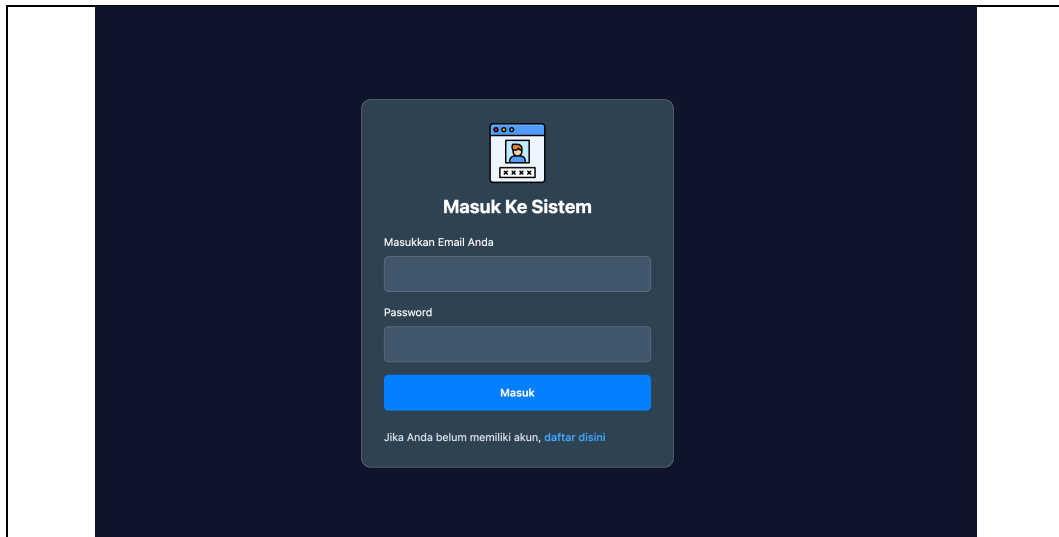 Masuk Ke Sistem
Masukkan Email Anda
Password
Masuk
Jika Anda belum memiliki akun, daftar disini